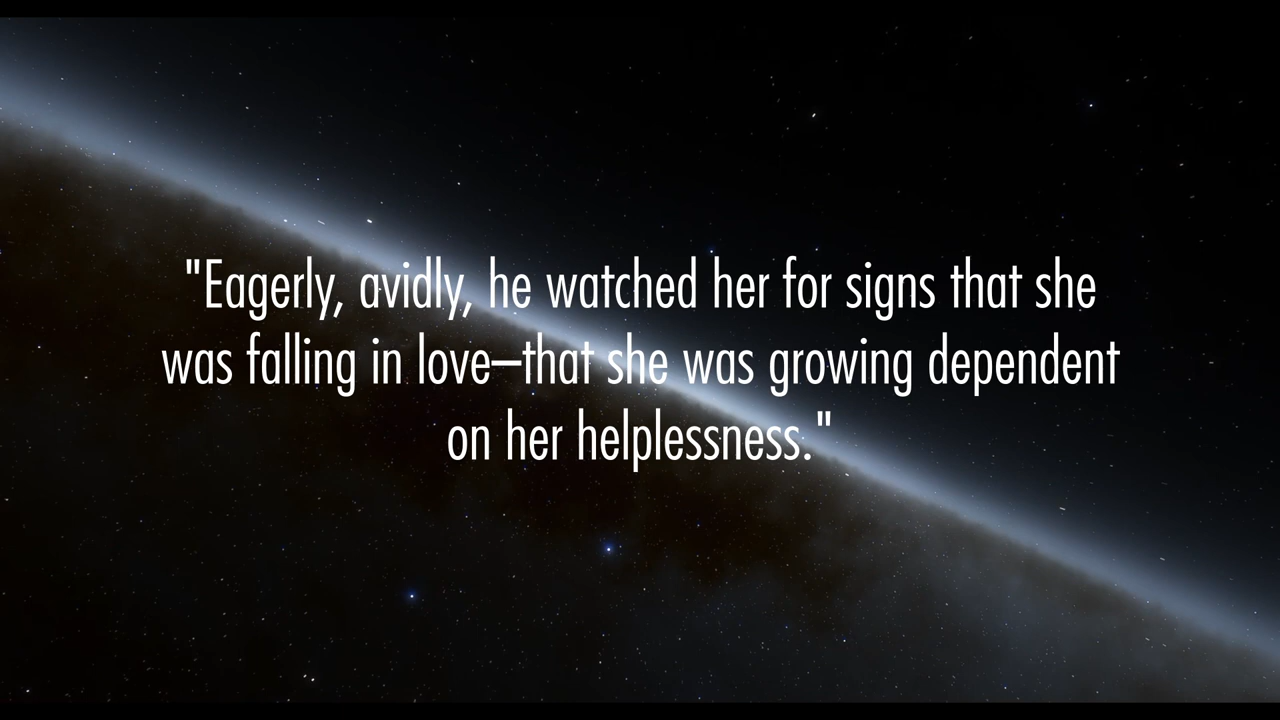 "Eagerly, avidly, he watched her for signs that she
was falling in love–that she was growing dependent
on her helplessness."